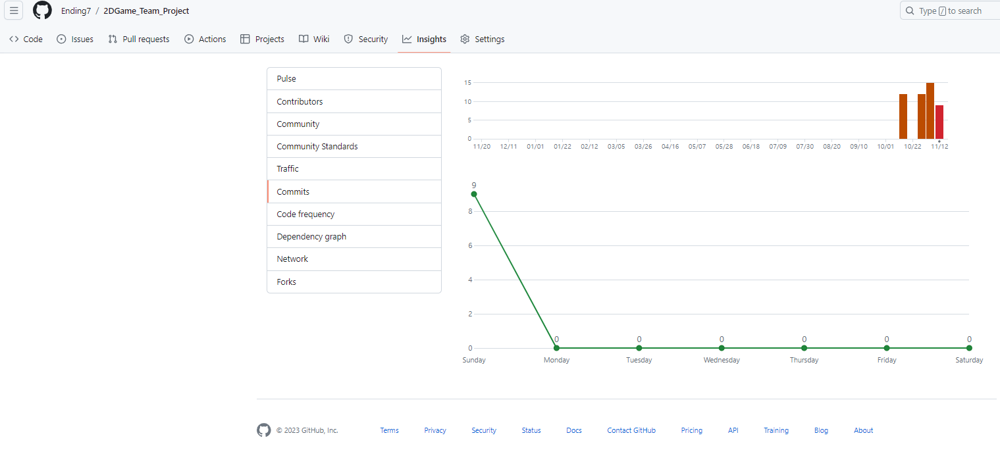 Ending7 / 2DGame_Team_Project
Type / to search
Code Issues Pull requests Actions Projects Wiki Security Insights Settings
Pulse
Contributors
Community
Community Standards
Traffic
Commits
Code frequency
Dependency graph
Network
Forks
15
10
5
0
11/20 12/11 01/01 01/22 02/12 03/05 03/26 04/16 05/07 05/28 06/18 07/09 07/30 08/20 09/10 10/01 10/22 11/12
9
8
6
4
2
0 0 0 0 0 0
0
Sunday Monday Tuesday Wednesday Thursday Friday Saturday
© 2023 GitHub, Inc. Terms Privacy Security Status Docs Contact GitHub Pricing API Training Blog About